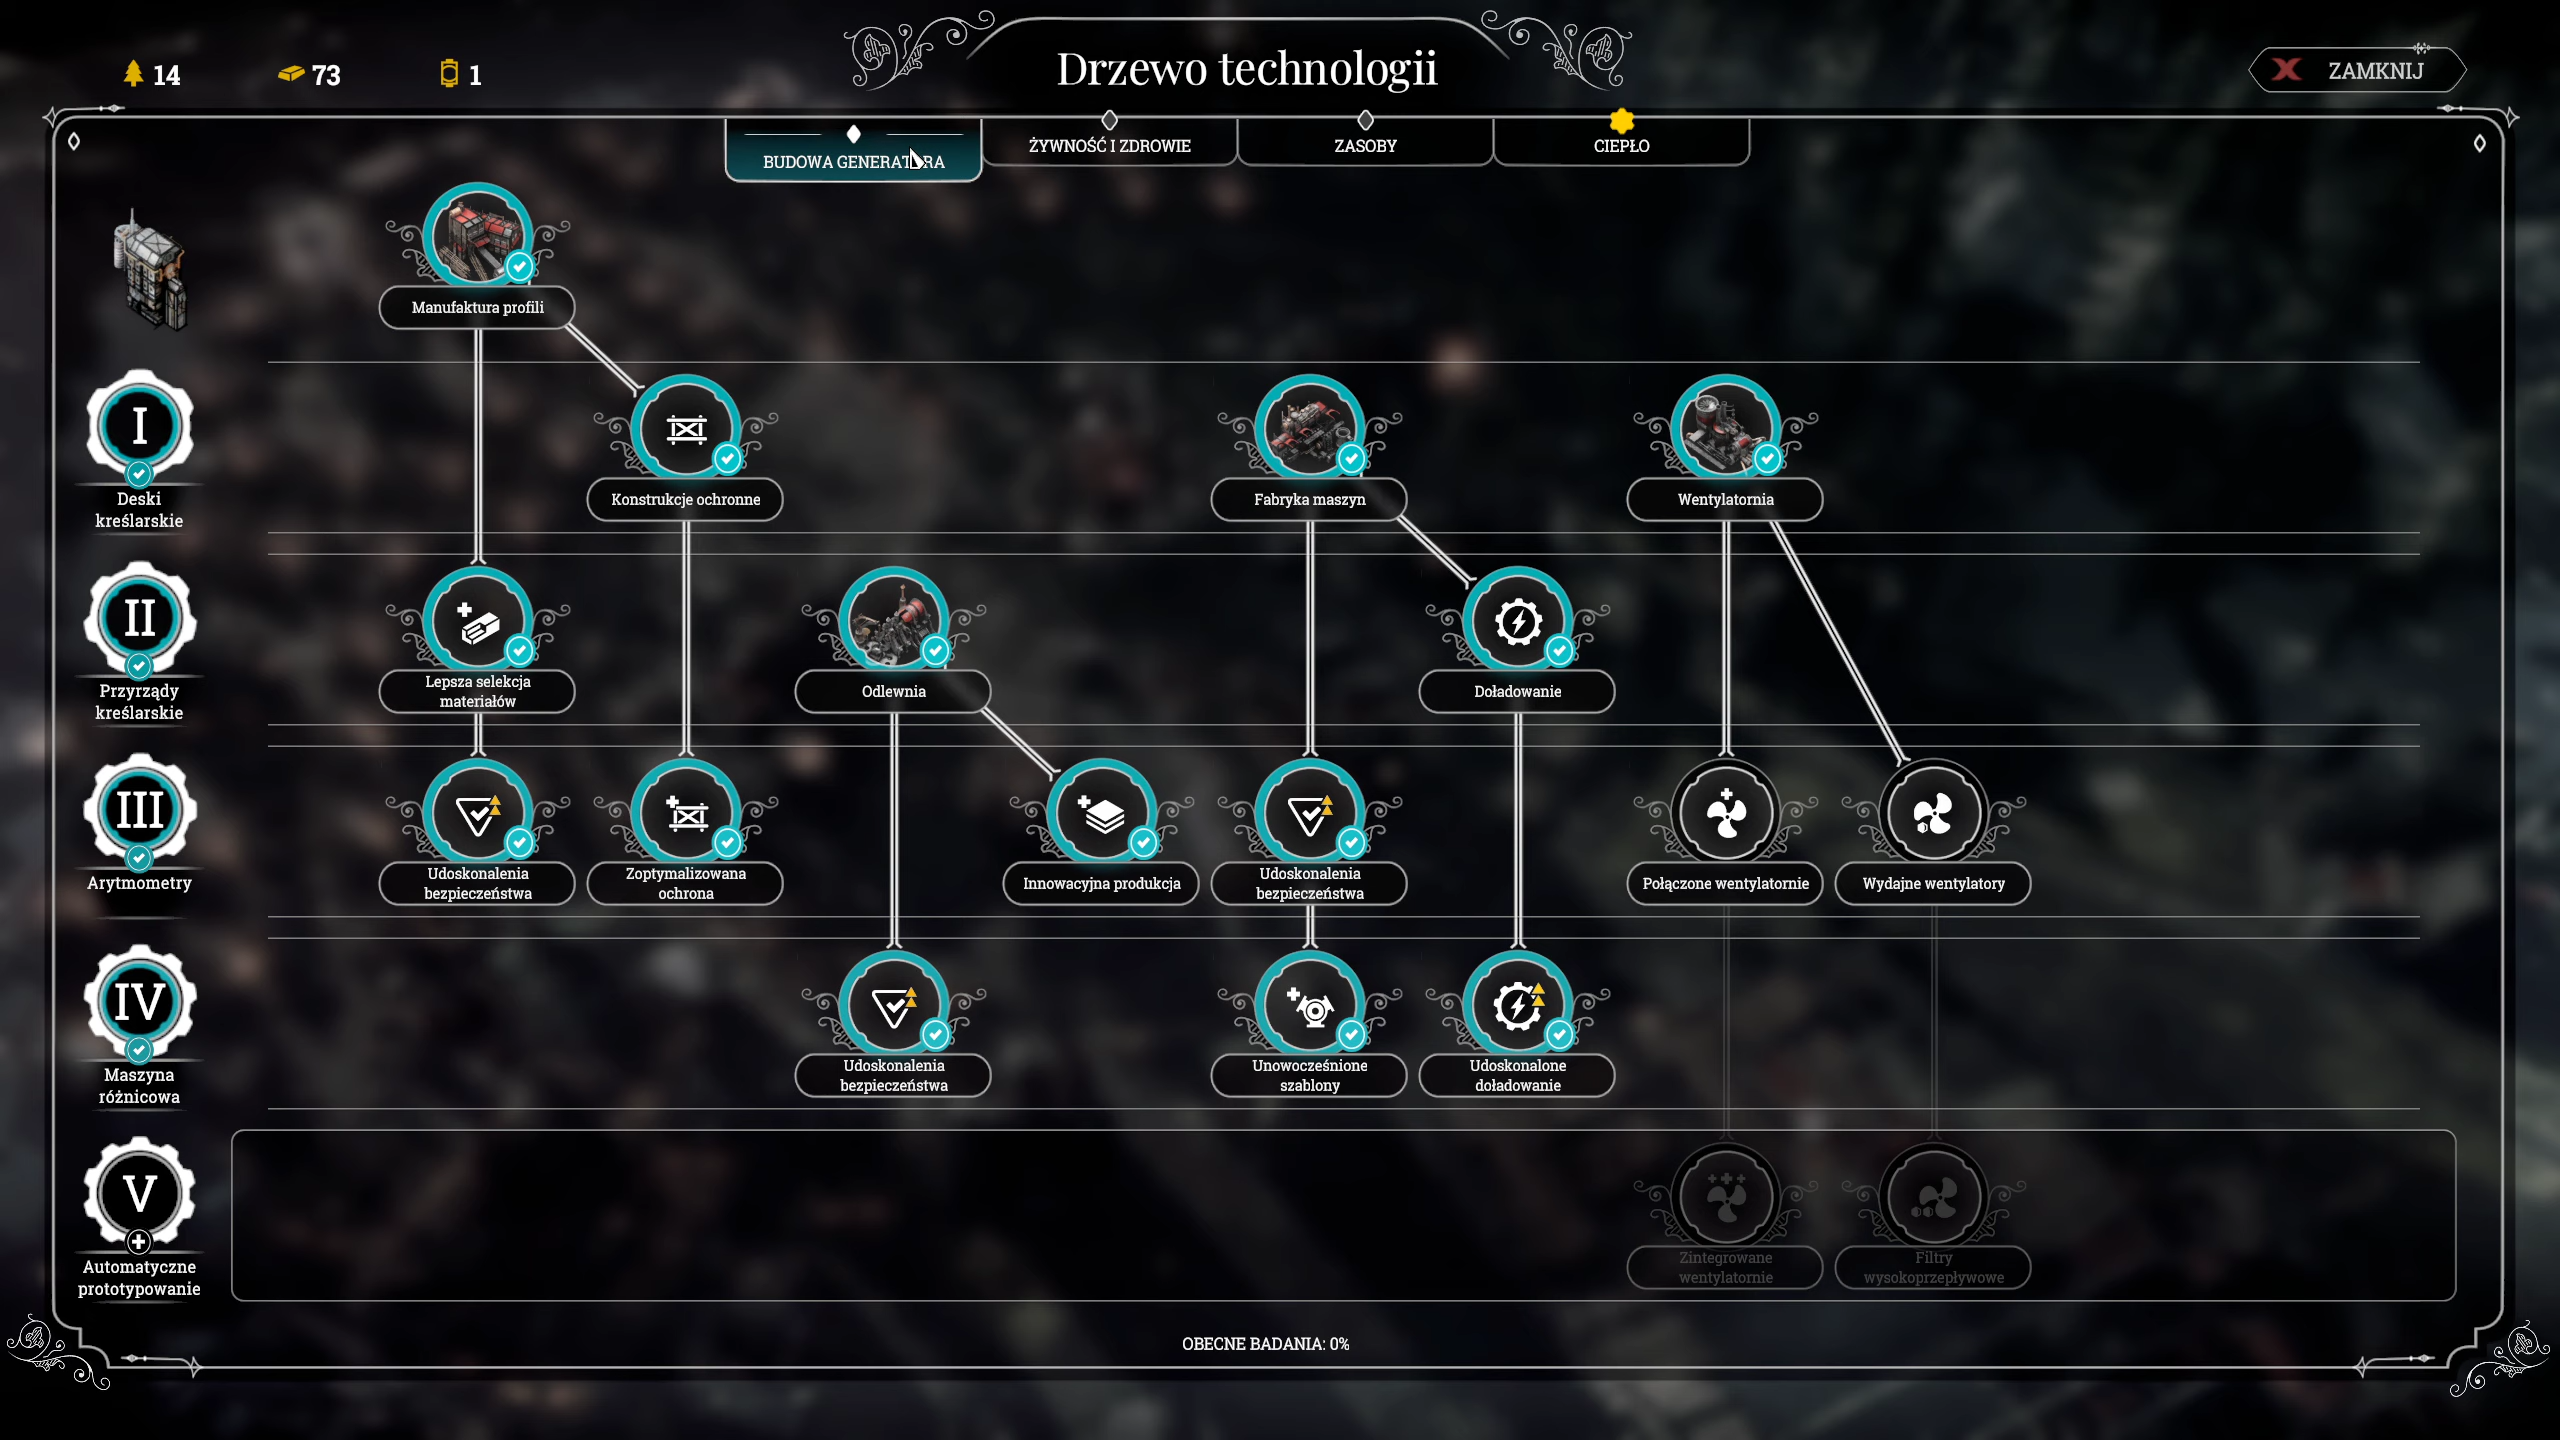 14
73
1
Drzewo technologii
ZAMKNIJ
BUDOWA GENERATORA
ŻYWNOŚĆ I ZDROWIE
ZASOBY
CIEPŁO
Manufaktura profili
I
Deski
kreślarskie
Konstrukcje ochronne
Fabryka maszyn
Wentylatornia
II
Przyrządy
kreślarskie
Lepsza selekcja
materiałów
Odlewnia
Doładowanie
III
Arytmometry
Udoskonalenia
bezpieczeństwa
Zoptymalizowana
ochrona
Innowacyjna produkcja
Udoskonalenia
bezpieczeństwa
Połączone wentylatornie
Wydajne wentylatory
IV
Maszyna
różnicowa
Udoskonalenia
bezpieczeństwa
Unowocześnione
szablony
Udoskonalone
doładowanie
V
Automatyczne
prototypowanie
Zintegrowane
wentylatornie
Filtry
wysokoprzepływowe
OBECNE BADANIA: 0%